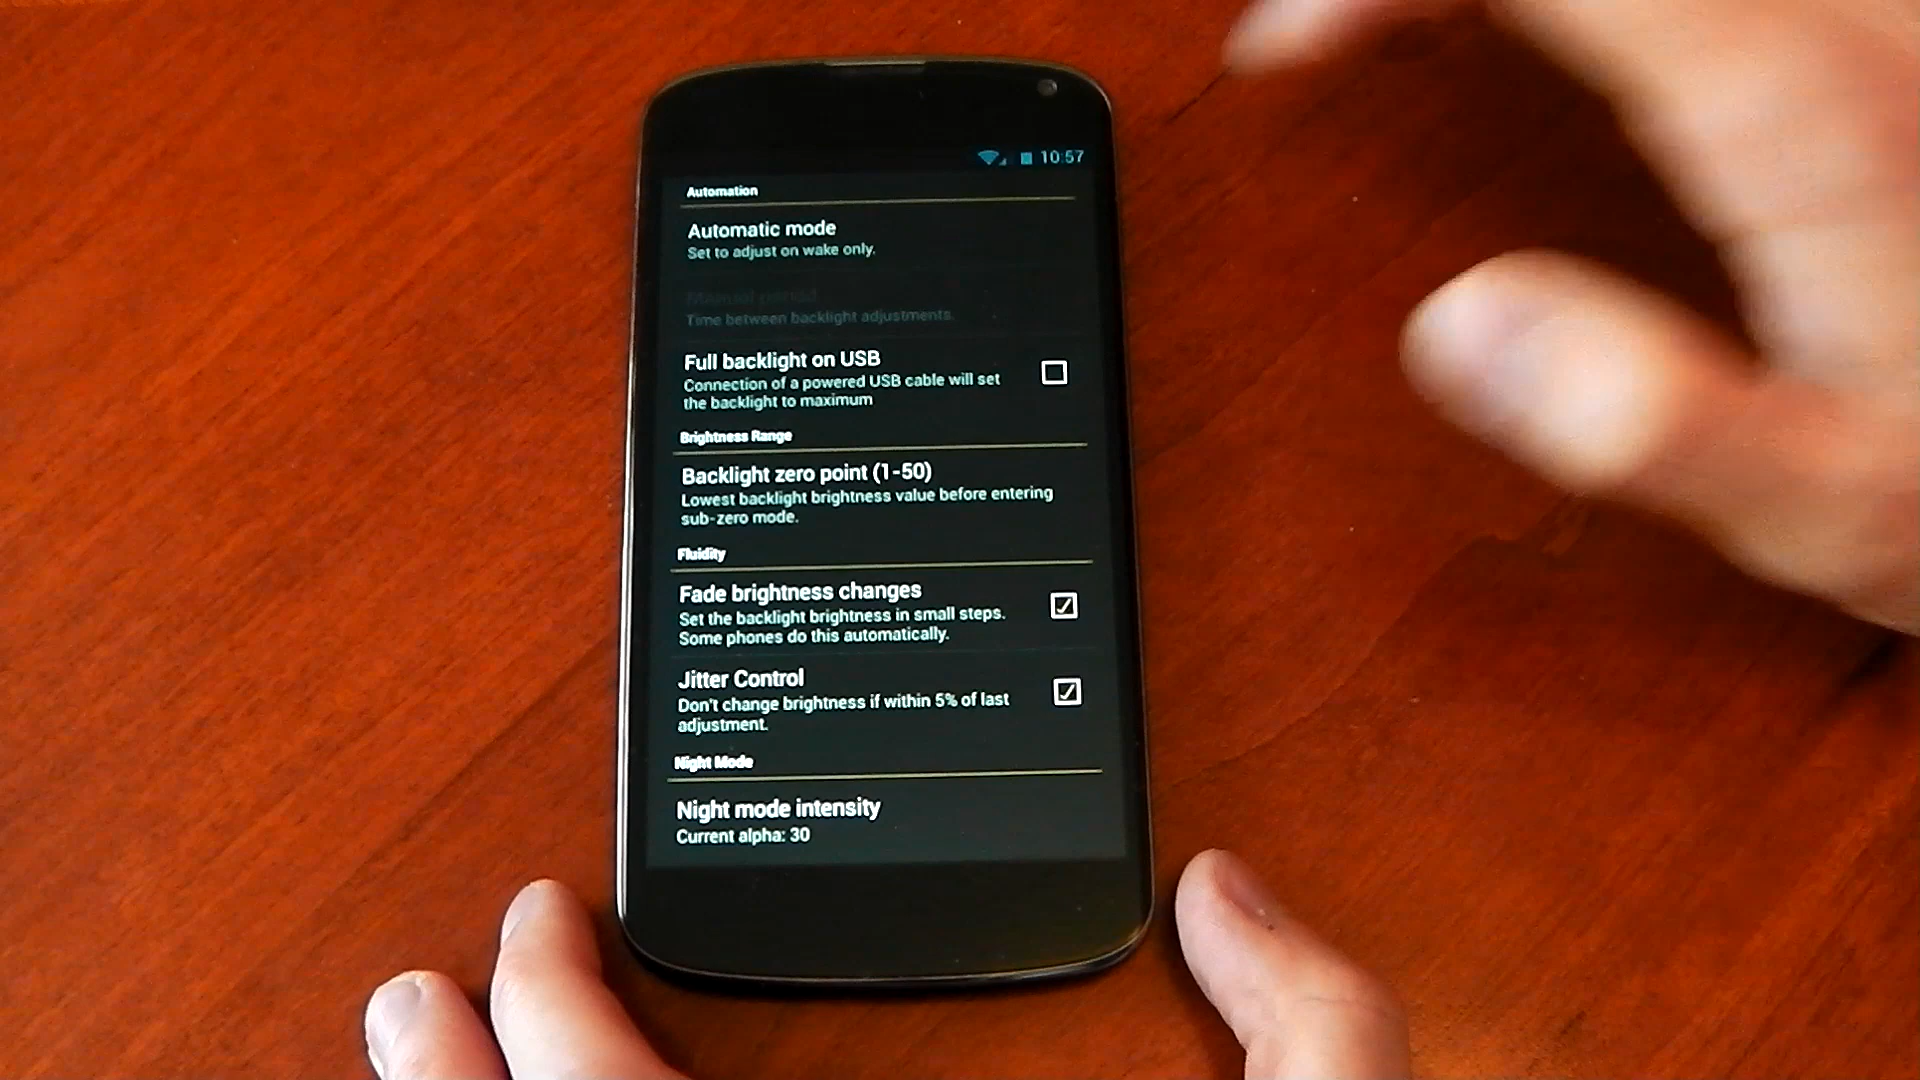 10:57
Automation
Automatic mode
Set to adjust on wake only.
Manual period
Time between backlight adjustments.
Full backlight on USB
Connection of a powered USB cable will set
the backlight to maximum
Brightness Range
Backlight zero point (1-50)
Lowest backlight brightness value before entering
sub-zero mode.
Fluidity
Fade brightness changes
Set the backlight brightness in small steps.
Some phones do this automatically.
Jitter Control
Don't change brightness if within 5% of last
adjustment.
Night Mode
Night mode intensity
Current alpha: 30